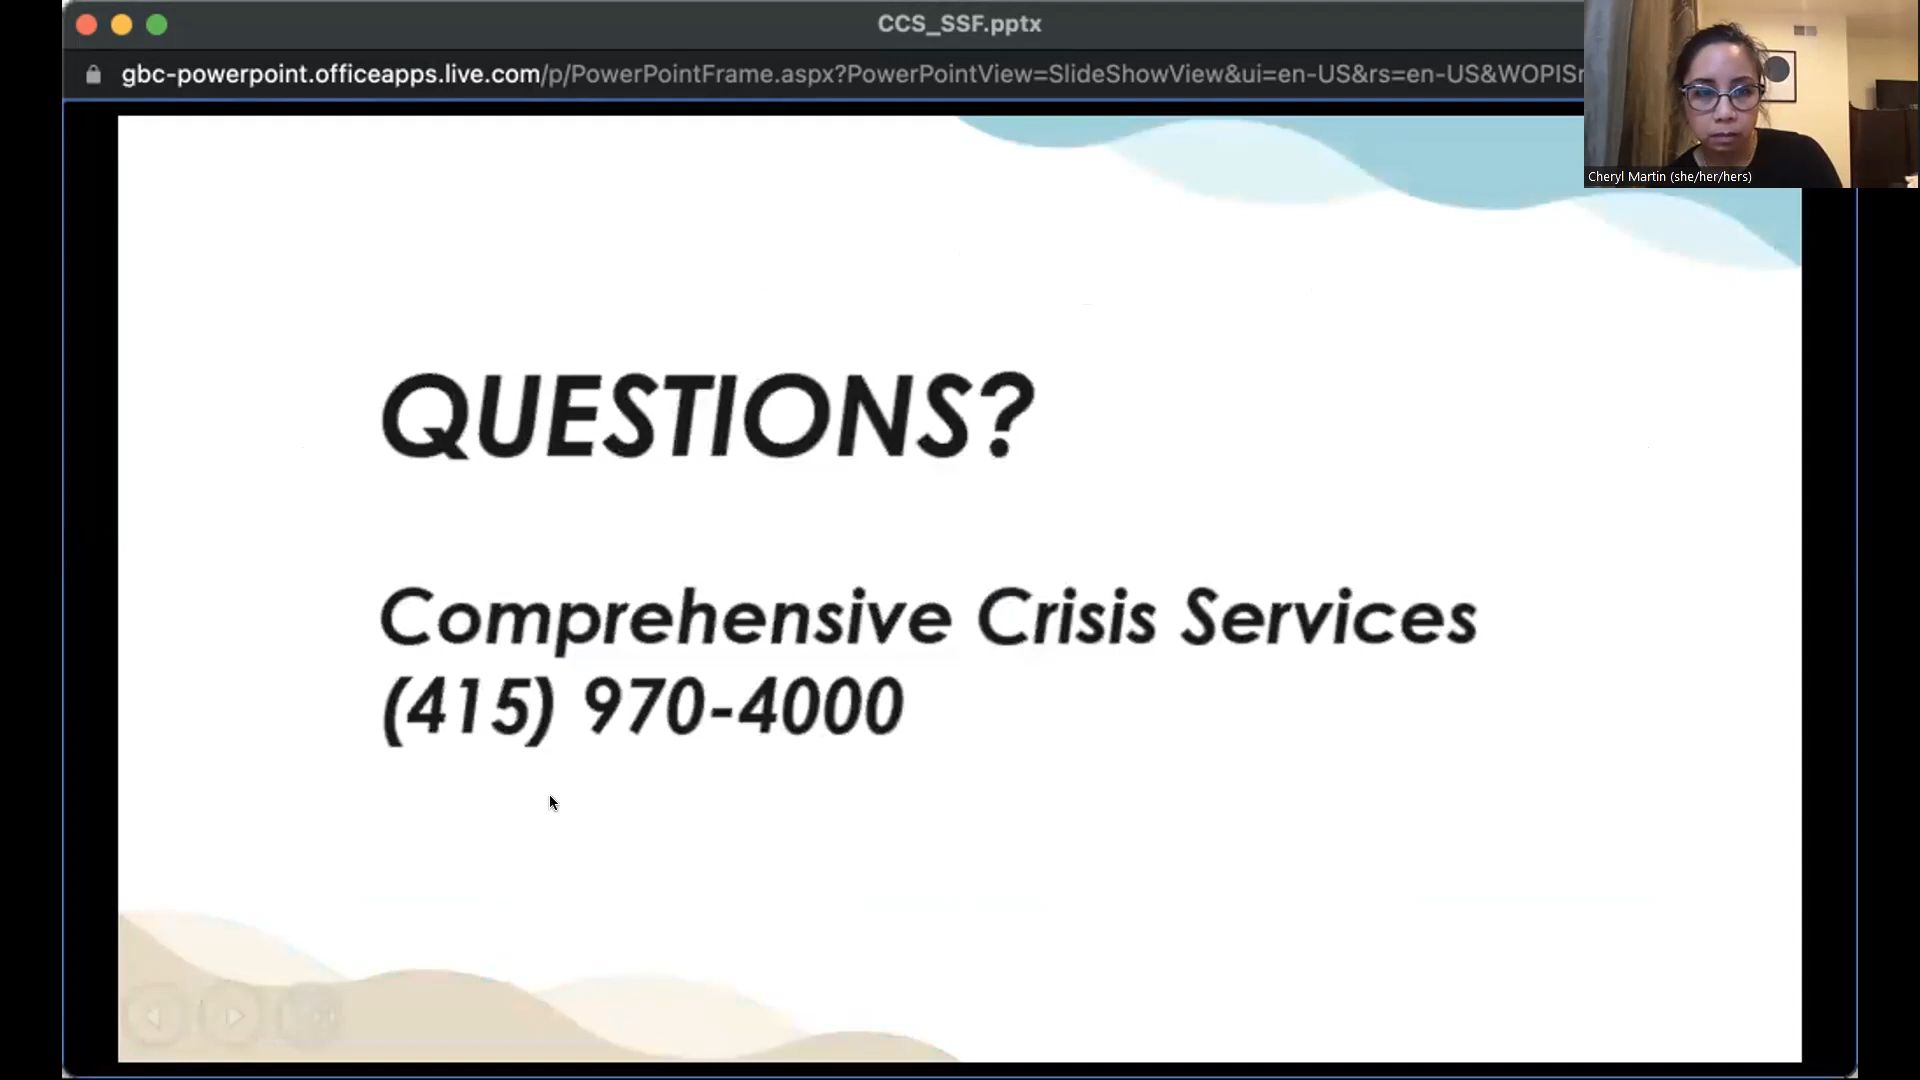 CCS_SSF.pptx
gbc-powerpoint.officeapps.live.com/p/PowerPointFrame.aspx?PowerPointView=SlideShowView&ui=en-US&rs=en-US&WOPISr
Cheryl Martin (she/her/hers)
QUESTIONS?
Comprehensive Crisis Services
(415) 970-4000